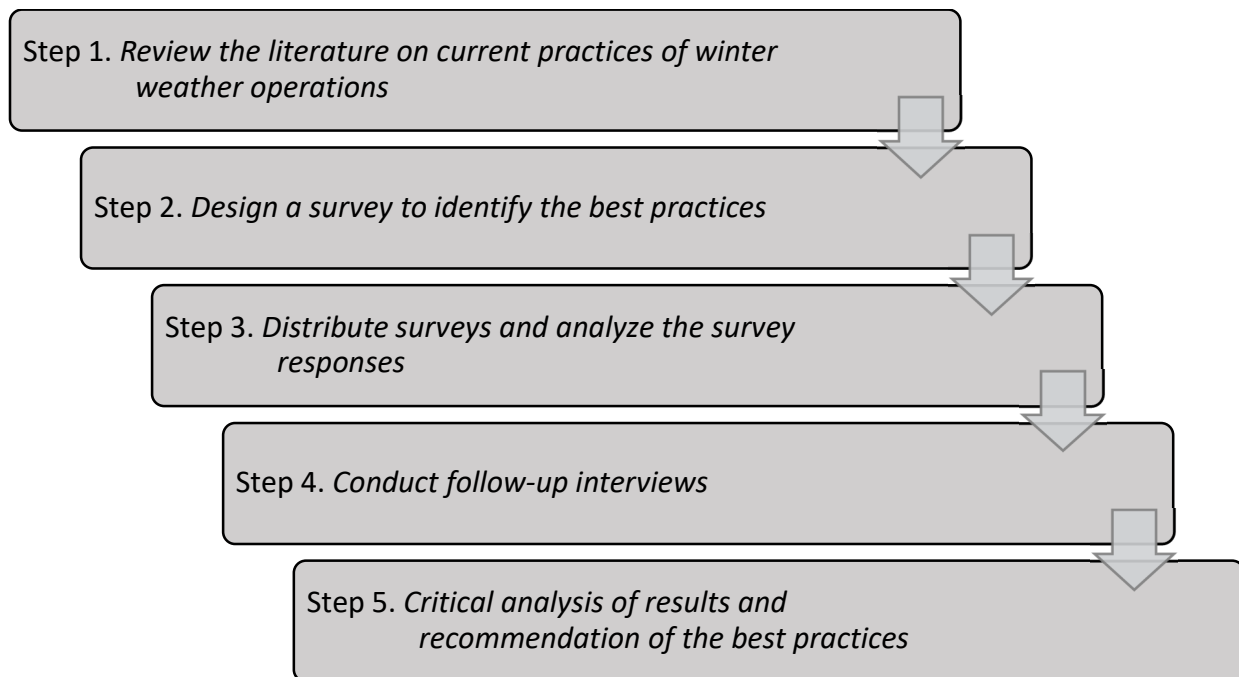 Step 1. Review the literature on current practices of winter
weather operations
Step 2. Design a survey to identify the best practices
Step 3. Distribute surveys and analyze the survey
responses
Step 4. Conduct follow-up interviews
Step 5. Critical analysis of results and
recommendation of the best practices